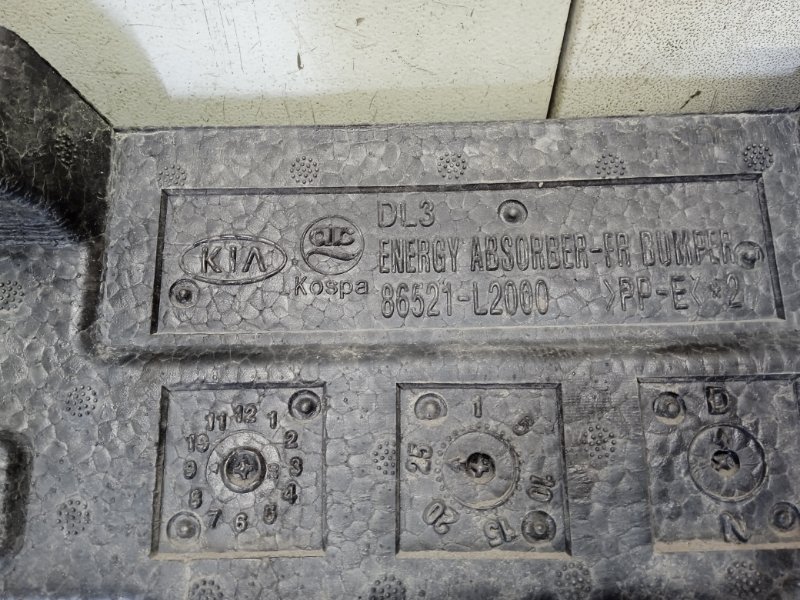 DL3
KIA
ENERGY ABSORBER-FR BUMPER
Kospa
86521-L2000 >PP-E< *2
12
11 1
10 2
9 3
8 4
7 6 5
1
5
25
10
20 15
D
N